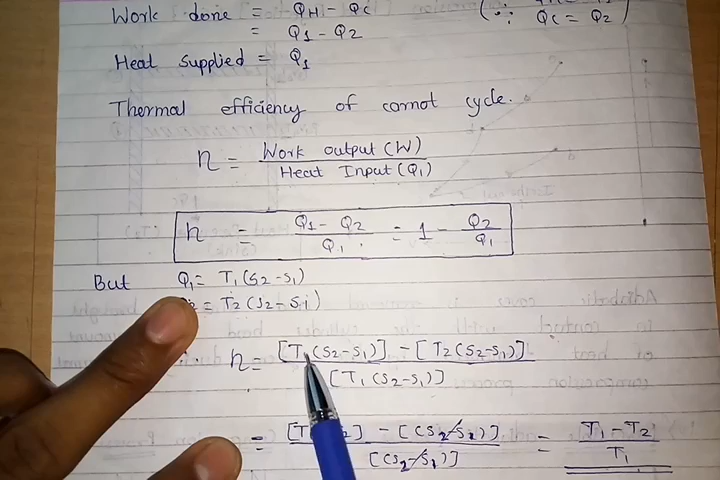 Work done = QH - QC
= Q1 - Q2
QC = Q2
Heat Supplied = Q1
Thermal efficiency of carnot cycle.
η = Work output (W) / Heat Input (Q1)
η = Q1 - Q2 / Q1 = 1 - Q2 / Q1
But Q1 = T1 (S2 - S1)
= T2 (S2 - S1)
η = [T1 (S2 - S1)] - [T2 (S2 - S1)] / [T1 (S2 - S1)]
= [T 2] - [(S2 - S1)] / [(S2 - S1)] = T1 - T2 / T1